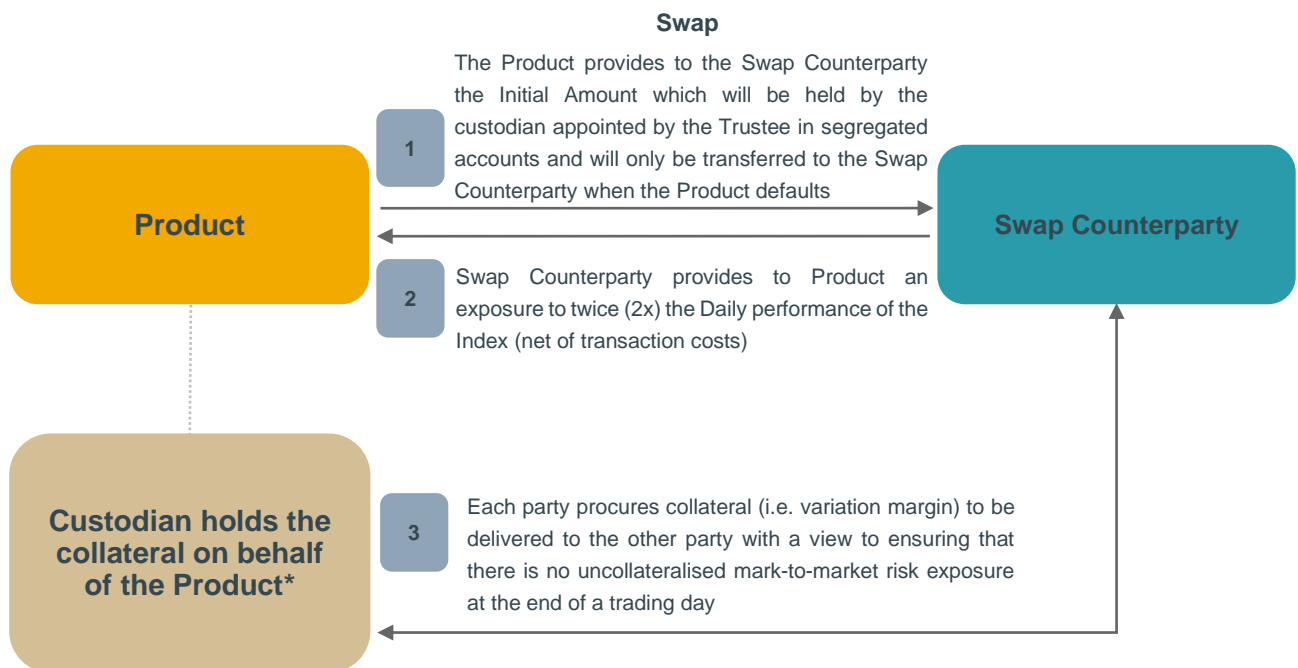 Swap
The Product provides to the Swap Counterparty
the Initial Amount which will be held by the
custodian appointed by the Trustee in segregated
accounts and will only be transferred to the Swap
Counterparty when the Product defaults
1
Product
Swap Counterparty
2
Swap Counterparty provides to Product an
exposure to twice (2x) the Daily performance of the
Index (net of transaction costs)
Custodian holds the
collateral on behalf
of the Product*
3
Each party procures collateral (i.e. variation margin) to be
delivered to the other party with a view to ensuring that
there is no uncollateralised mark-to-market risk exposure
at the end of a trading day